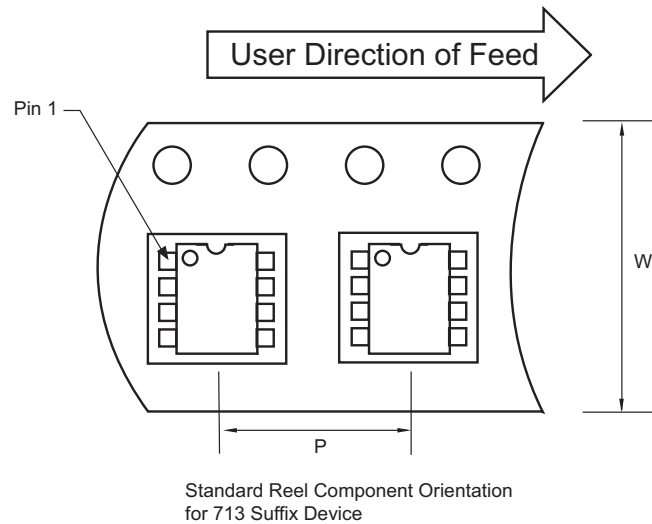 User Direction of Feed
Pin 1
W
P
Standard Reel Component Orientation
for 713 Suffix Device